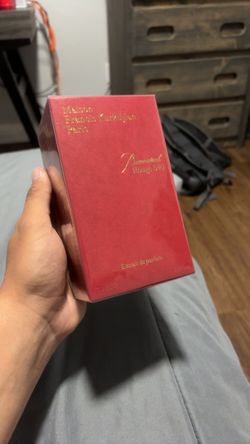 Maison
Francis Kurkdjian
Paris
Baccarat
Rouge 540
Extrait de parfum